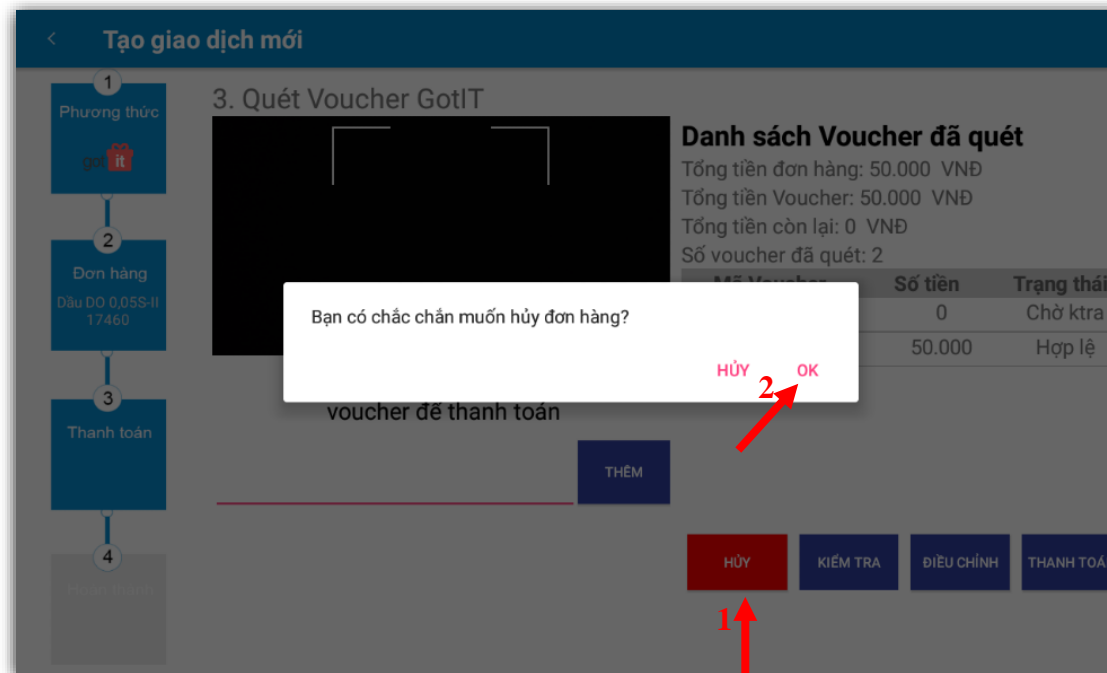 Tạo giao dịch mới
1
Phương thức
got it
2
Đơn hàng
Dầu DO 0,05S-II
17460
3
Thanh toán
4
Hoàn thành
3. Quét Voucher GotIT
voucher để thanh toán
THÊM
Danh sách Voucher đã quét
Tổng tiền đơn hàng: 50.000 VNĐ
Tổng tiền Voucher: 50.000 VNĐ
Tổng tiền còn lại: 0 VNĐ
Số voucher đã quét: 2
Mã Voucher Số tiền Trạng thái
0 Chờ ktra
50.000 Hợp lệ
Bạn có chắc chắn muốn hủy đơn hàng?
HỦY OK
2
HỦY KIỂM TRA ĐIỀU CHỈNH THANH TOÁ
1